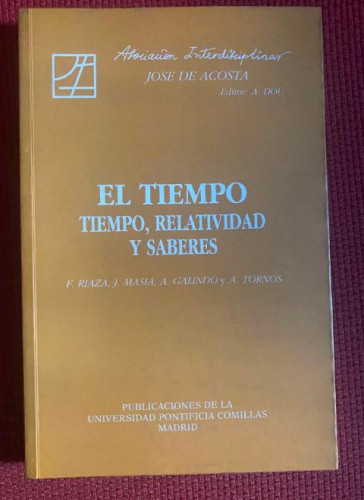 Asociación Interdisciplinar
JOSE DE ACOSTA
Editor: A. DOU
EL TIEMPO
TIEMPO, RELATIVIDAD
Y SABERES
F. RIAZA, J. MASIA, A. GALINDO y A. TORNOS
PUBLICACIONES DE LA
UNIVERSIDAD PONTIFICIA COMILLAS
MADRID